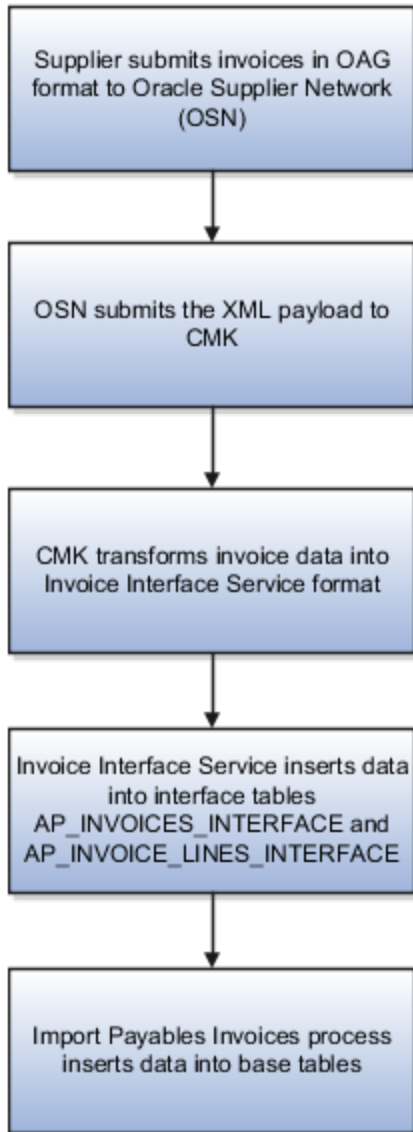 Supplier submits invoices in OAG
format to Oracle Supplier Network
(OSN)
OSN submits the XML payload to
CMK
CMK transforms invoice data into
Invoice Interface Service format
Invoice Interface Service inserts data
into interface tables
AP_INVOICES_INTERFACE and
AP_INVOICE_LINES_INTERFACE
Import Payables Invoices process
inserts data into base tables